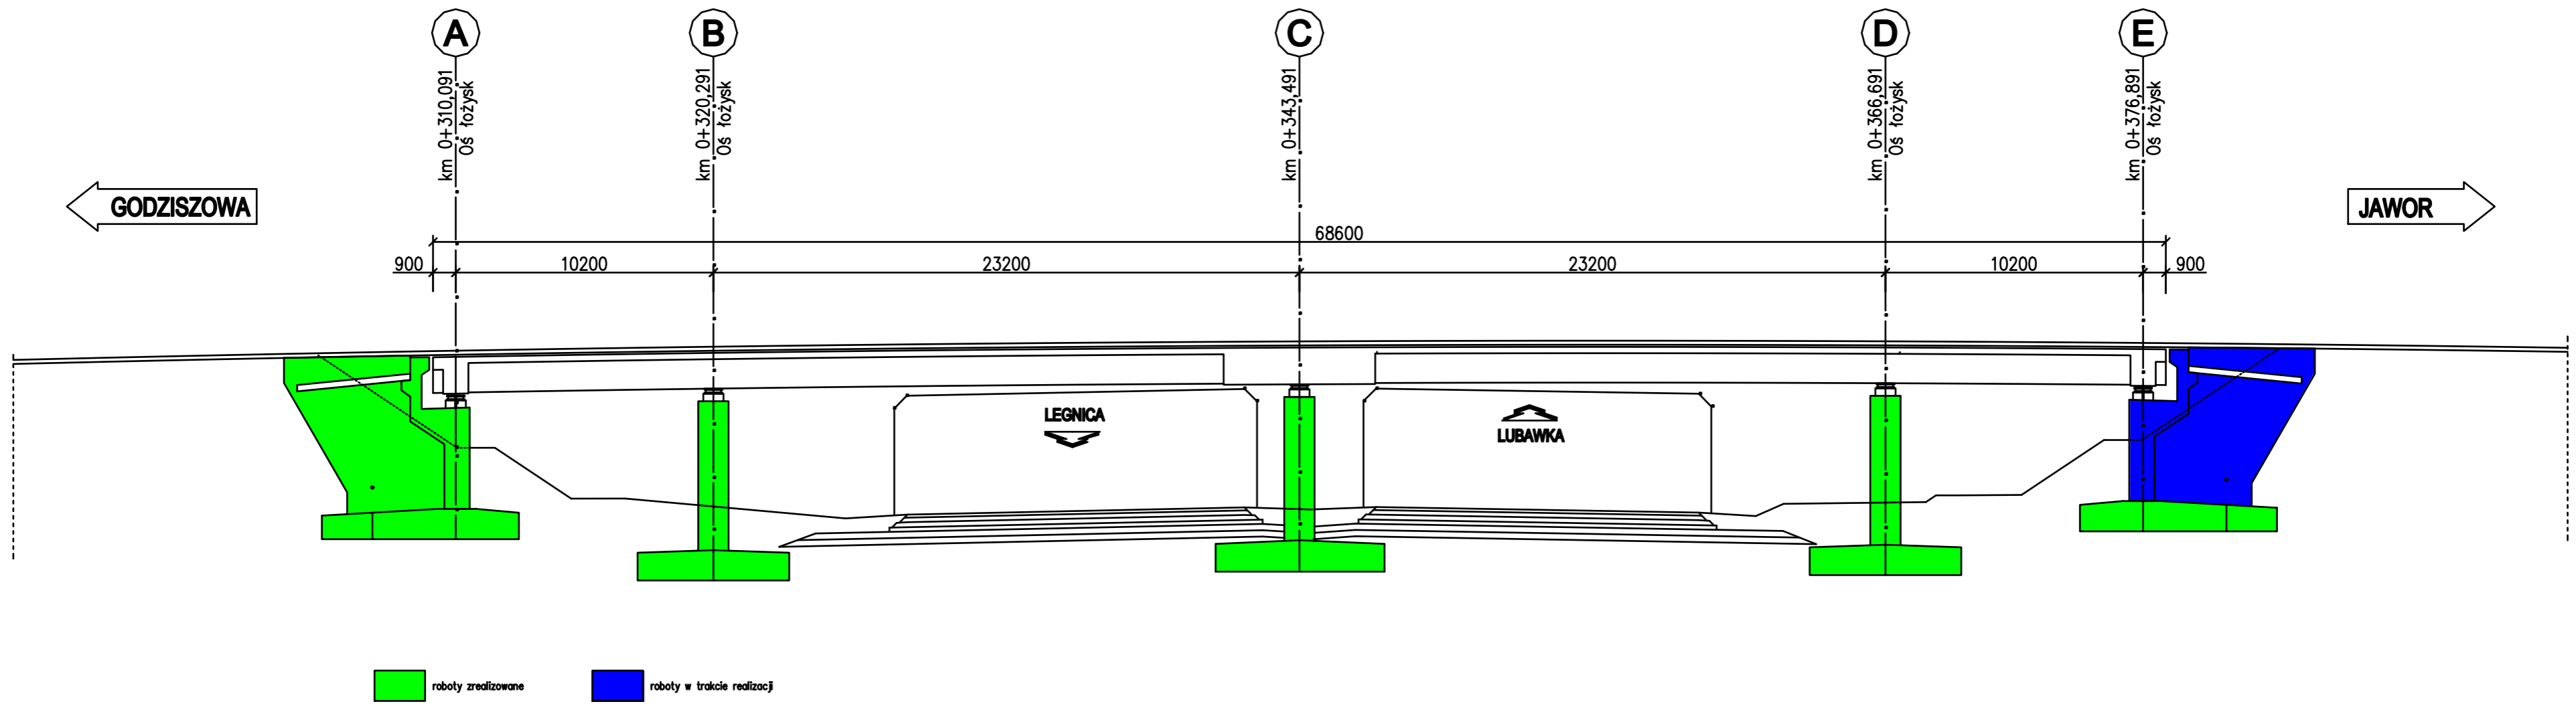 A
B
C
D
E
km 0+310,091
Oś łożysk
km 0+320,291
Oś łożysk
km 0+343,491
km 0+366,691
Oś łożysk
km 0+376,891
Oś łożysk
GODZISZOWA
JAWOR
68600
900
10200
23200
23200
10200
900
LEGNICA
LUBAWKA
roboty zrealizowane
roboty w trakcie realizacji